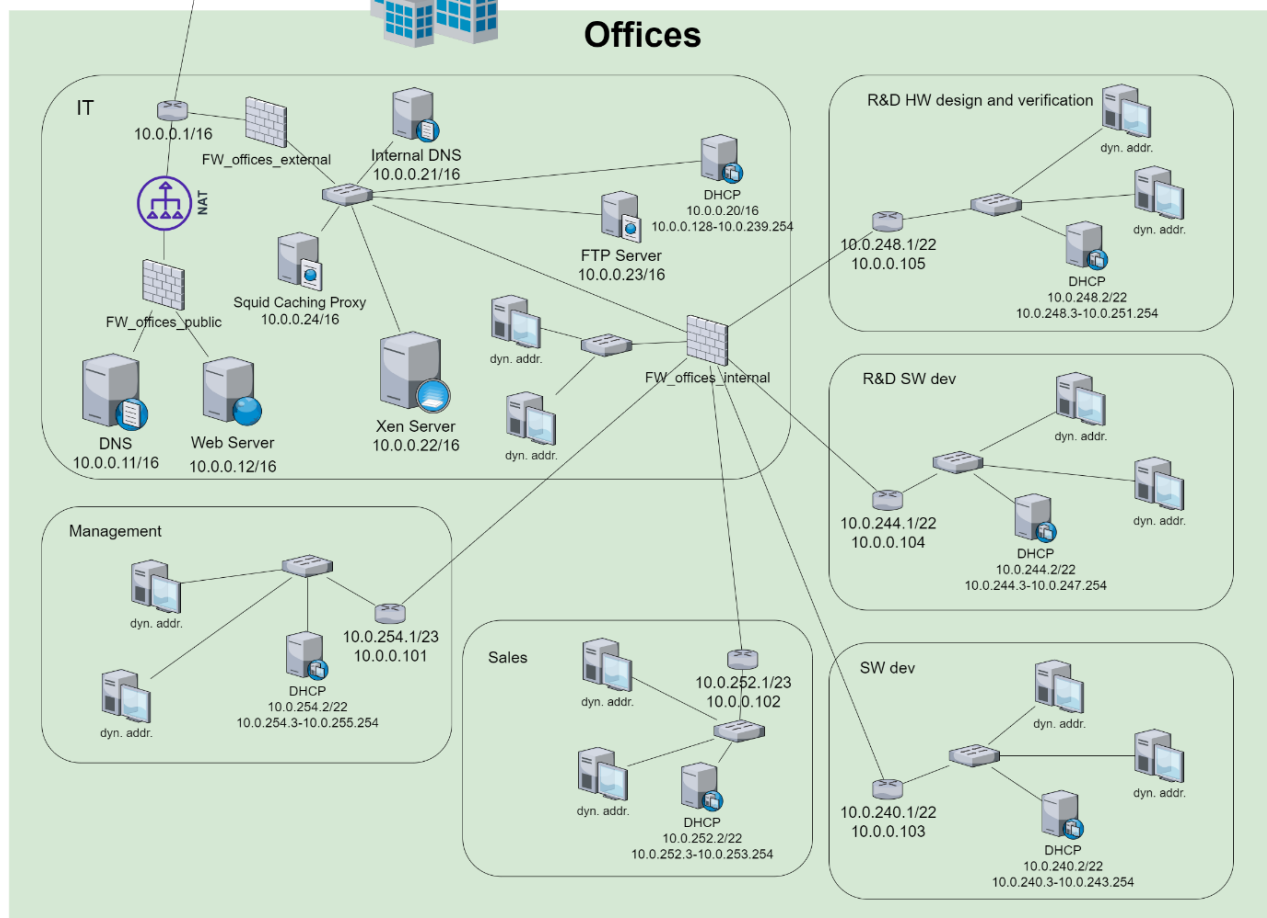 Offices
IT
10.0.0.1/16
FW_offices_external
NAT
Internal DNS
10.0.0.21/16
DHCP
10.0.0.20/16
10.0.0.128-10.0.239.254
FTP Server
10.0.0.23/16
Squid Caching Proxy
10.0.0.24/16
FW_offices_public
DNS
10.0.0.11/16
Web Server
10.0.0.12/16
Xen Server
10.0.0.22/16
dyn. addr.
dyn. addr.
FW_offices_internal
R&D HW design and verification
dyn. addr.
dyn. addr.
10.0.248.1/22
10.0.0.105
DHCP
10.0.248.2/22
10.0.248.3-10.0.251.254
R&D SW dev
dyn. addr.
dyn. addr.
10.0.244.1/22
10.0.0.104
DHCP
10.0.244.2/22
10.0.244.3-10.0.247.254
Management
dyn. addr.
dyn. addr.
10.0.254.1/23
10.0.0.101
DHCP
10.0.254.2/22
10.0.254.3-10.0.255.254
Sales
dyn. addr.
dyn. addr.
10.0.252.1/23
10.0.0.102
DHCP
10.0.252.2/22
10.0.252.3-10.0.253.254
SW dev
dyn. addr.
dyn. addr.
10.0.240.1/22
10.0.0.103
DHCP
10.0.240.2/22
10.0.240.3-10.0.243.254